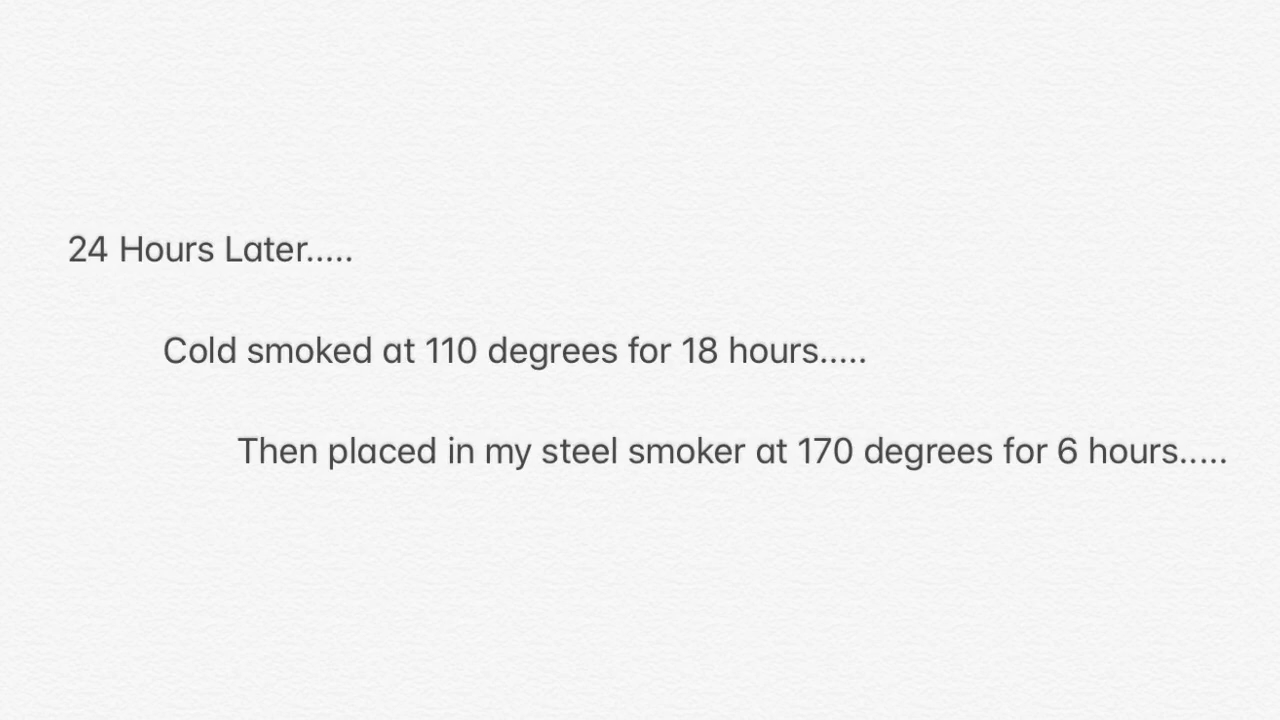 24 Hours Later.....
Cold smoked at 110 degrees for 18 hours.....
Then placed in my steel smoker at 170 degrees for 6 hours.....